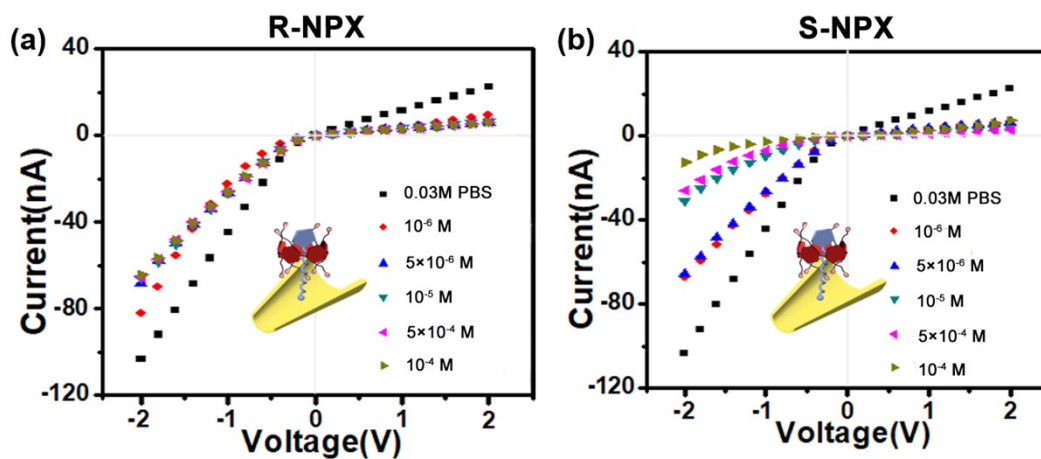 (a)
R-NPX
Current(nA)
40
0
-40
-80
-120
0.03M PBS
10⁻⁶ M
5×10⁻⁶ M
10⁻⁵ M
5×10⁻⁴ M
10⁻⁴ M
-2
-1
0
1
2
Voltage(V)
(b)
S-NPX
Current(nA)
40
0
-40
-80
-120
0.03M PBS
10⁻⁶ M
5×10⁻⁶ M
10⁻⁵ M
5×10⁻⁴ M
10⁻⁴ M
-2
-1
0
1
2
Voltage(V)